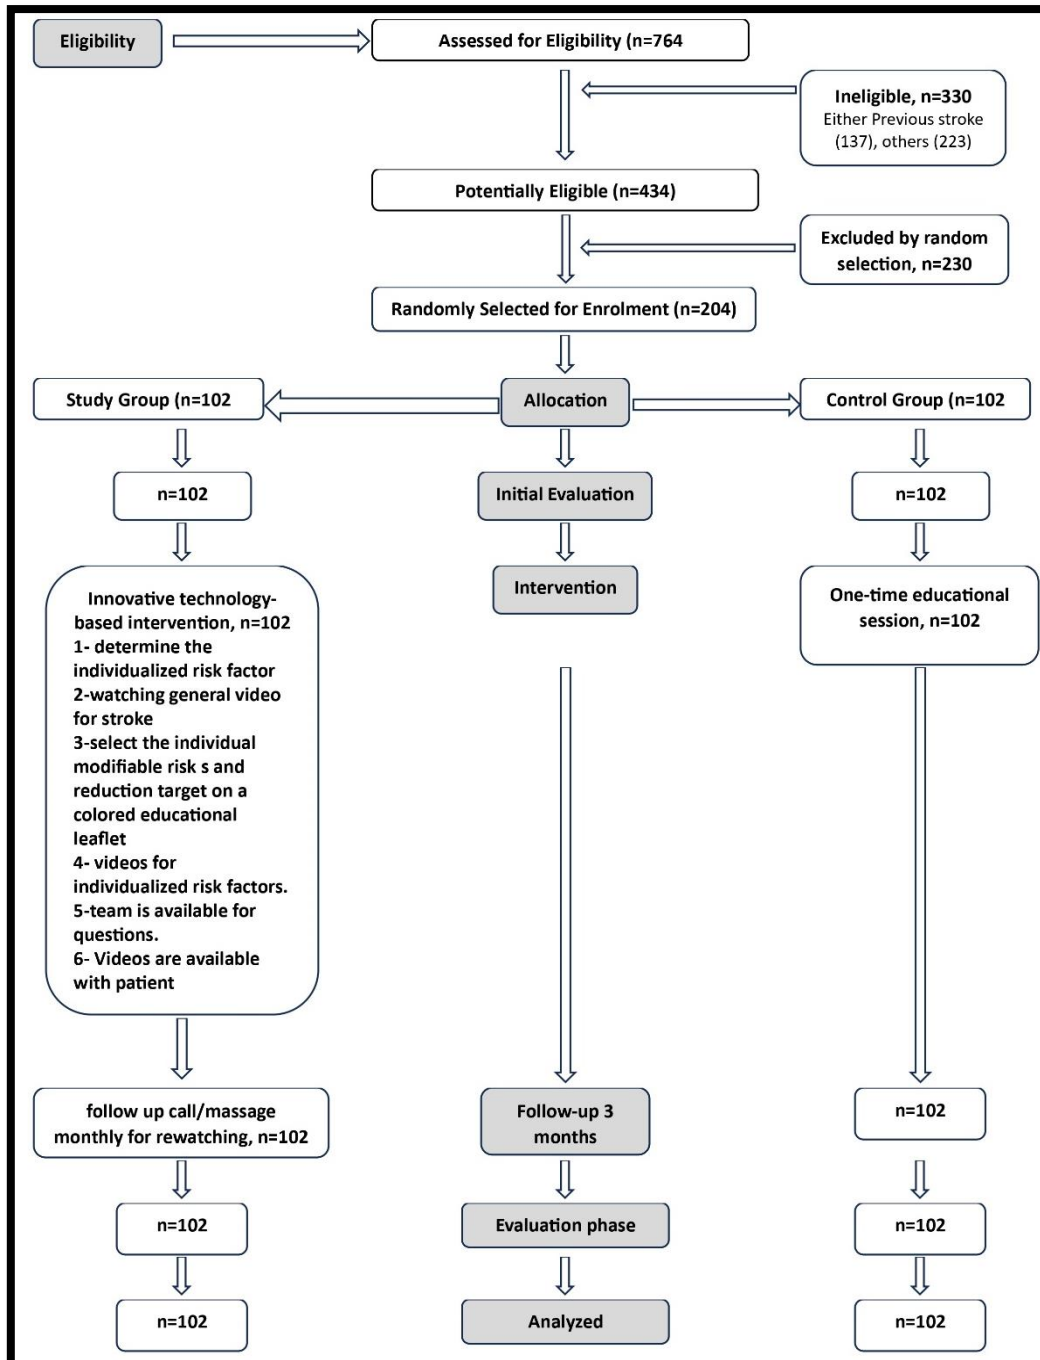 Eligibility
Assessed for Eligibility (n=764
Ineligible, n=330
Either Previous stroke
(137), others (223)
Potentially Eligible (n=434)
Excluded by random
selection, n=230
Randomly Selected for Enrolment (n=204)
Study Group (n=102
Allocation
Control Group (n=102
n=102
Initial Evaluation
n=102
Innovative technology-
based intervention, n=102
1- determine the
individualized risk factor
2-watching general video
for stroke
3-select the individual
modifiable risk s and
reduction target on a
colored educational
leaflet
4- videos for
individualized risk factors.
5-team is available for
questions.
6- Videos are available
with patient
Intervention
One-time educational
session, n=102
follow up call/massage
monthly for rewatching, n=102
Follow-up 3
months
n=102
n=102
Evaluation phase
n=102
n=102
Analyzed
n=102